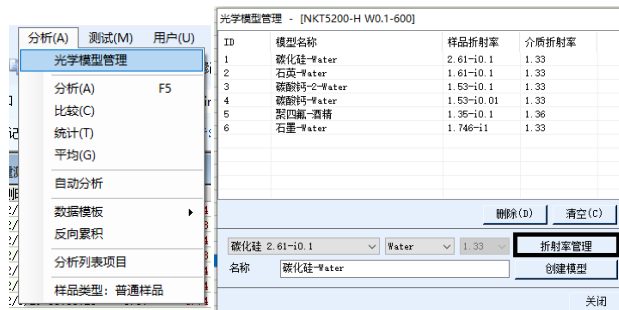 分析(A) 测试(M) 用户(U)
光学模型管理
分析(A) F5
比较(C)
统计(T)
平均(G)
自动分析
数据模板
反向累积
分析列表项目
样品类型：普通样品
光学模型管理 - [NKT5200-H W0.1-600]
ID 模型名称 样品折射率 介质折射率
1 碳化硅-Water 2.61-i0.1 1.33
2 石英-Water 1.61-i0.1 1.33
3 碳酸钙-2-Water 1.53-i0.1 1.33
4 碳酸钙-Water 1.53-i0.01 1.33
5 聚四氟-酒精 1.35-i0.1 1.36
6 石墨-Water 1.746-i1 1.33
删除(D) 清空(C)
碳化硅 2.61-i0.1 Water 1.33 折射率管理
名称 碳化硅-Water 创建模型
关闭